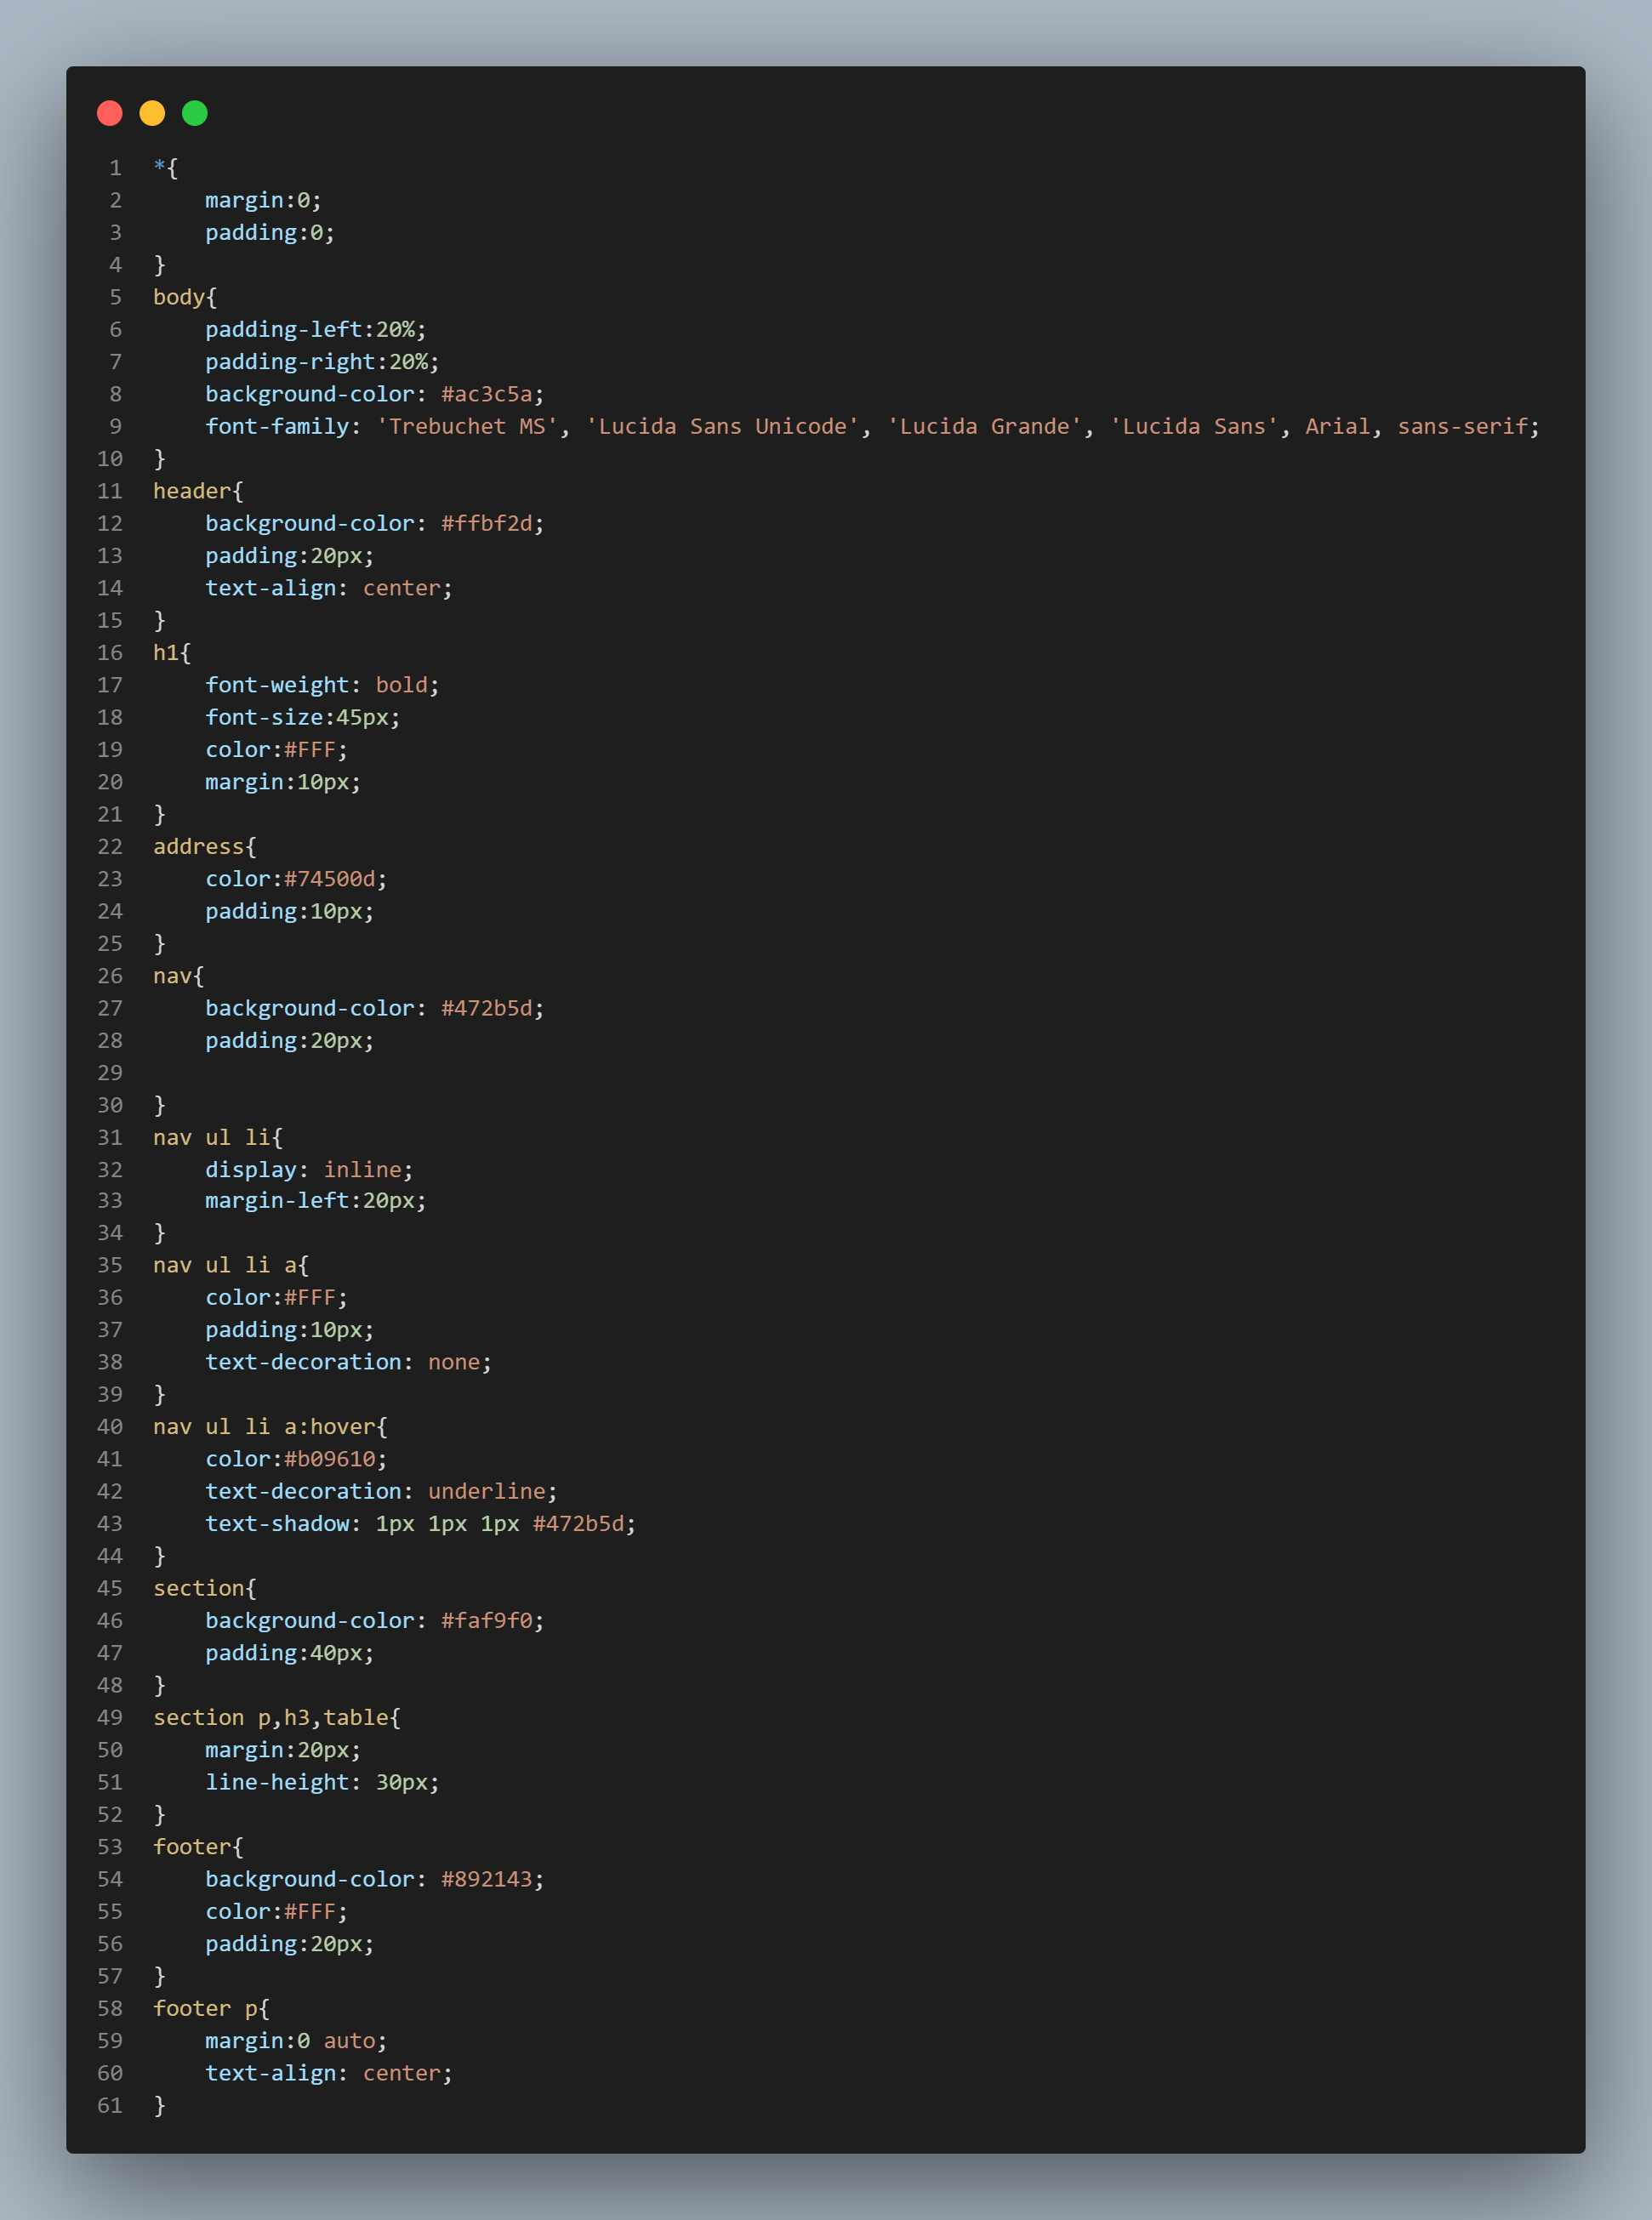 1 *{
2     margin:0;
3     padding:0;
4 }
5 body{
6     padding-left:20%;
7     padding-right:20%;
8     background-color: #ac3c5a;
9     font-family: 'Trebuchet MS', 'Lucida Sans Unicode', 'Lucida Grande', 'Lucida Sans', Arial, sans-serif;
10 }
11 header{
12     background-color: #ffbf2d;
13     padding:20px;
14     text-align: center;
15 }
16 h1{
17     font-weight: bold;
18     font-size:45px;
19     color:#FFF;
20     margin:10px;
21 }
22 address{
23     color:#74500d;
24     padding:10px;
25 }
26 nav{
27     background-color: #472b5d;
28     padding:20px;
29
30 }
31 nav ul li{
32     display: inline;
33     margin-left:20px;
34 }
35 nav ul li a{
36     color:#FFF;
37     padding:10px;
38     text-decoration: none;
39 }
40 nav ul li a:hover{
41     color:#b09610;
42     text-decoration: underline;
43     text-shadow: 1px 1px 1px #472b5d;
44 }
45 section{
46     background-color: #faf9f0;
47     padding:40px;
48 }
49 section p,h3,table{
50     margin:20px;
51     line-height: 30px;
52 }
53 footer{
54     background-color: #892143;
55     color:#FFF;
56     padding:20px;
57 }
58 footer p{
59     margin:0 auto;
60     text-align: center;
61 }